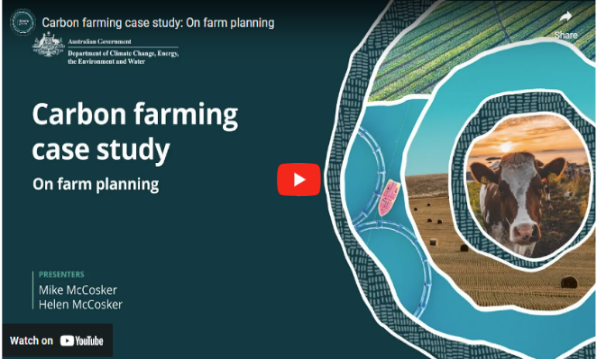 Carbon farming case study: On farm planning
Share
Australian Government
Department of Climate Change, Energy,
the Environment and Water
Carbon farming
case study
On farm planning
PRESENTERS
Mike McCosker
Helen McCosker
Watch on YouTube